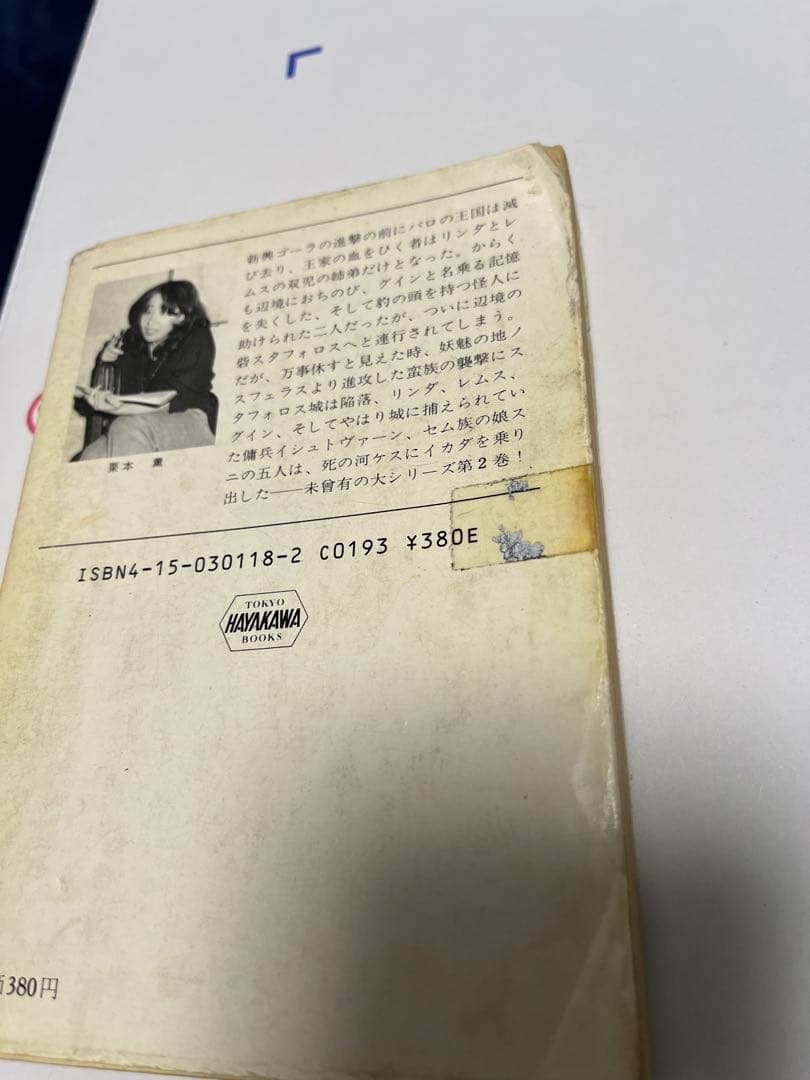 新興ゴーラの進撃の前にパロの王国は滅
び去り、王家の血をひく者はリンダとレ
ムスの双児の姉弟だけとなった。からく
も辺境におちのび、グインと名乗る記憶
を失くした、そして豹の頭を持つ怪人に
助けられた二人だったが、ついに辺境の
砦スタフォロスへと連行されてしまう。
だが、万事休すと見えた時、妖魅の地ノ
スフェラスより進攻した蛮族の襲撃にス
タフォロス城は陥落、リンダ、レムス、
グイン、そしてやはり城に捕えられてい
た傭兵イシュトヴァーン、セム族の娘ス
ニの五人は、死の河ケスにイカダを乗り
出した——未曾有の大シリーズ第2巻！
栗本 薫
ISBN4-15-030118-2 C0193 ¥380E
TOKYO
HAYAKAWA
BOOKS
価380円